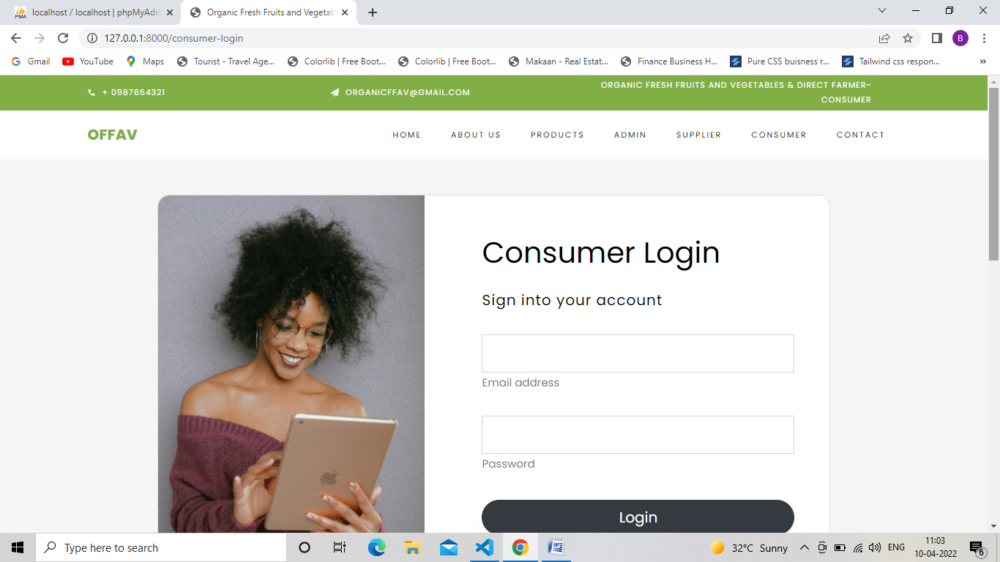 PMA localhost / localhost | phpMyAdm
Organic Fresh Fruits and Vegetab
127.0.0.1:8000/consumer-login
B
Gmail YouTube Maps Tourist - Travel Age... Colorlib | Free Boot... Colorlib | Free Boot... Makaan - Real Estat... Finance Business H... Pure CSS buisness r... Tailwind css respon... »
+ 0987654321
ORGANICFFAV@GMAIL.COM
ORGANIC FRESH FRUITS AND VEGETABLES & DIRECT FARMER-
CONSUMER
OFFAV
HOME ABOUT US PRODUCTS ADMIN SUPPLIER CONSUMER CONTACT
Consumer Login
Sign into your account
Email address
Password
Login
Type here to search
32°C Sunny
ENG
11:03
10-04-2022
6